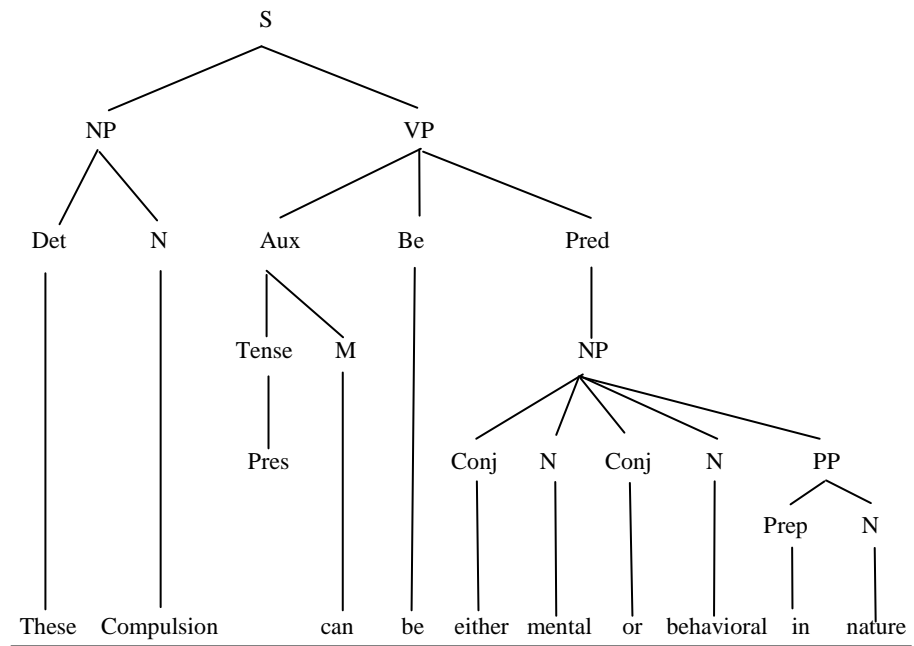 S
NP VP
Det N Aux Be Pred
Tense M NP
Pres Conj N Conj N PP
Prep N
These Compulsion can be either mental or behavioral in nature